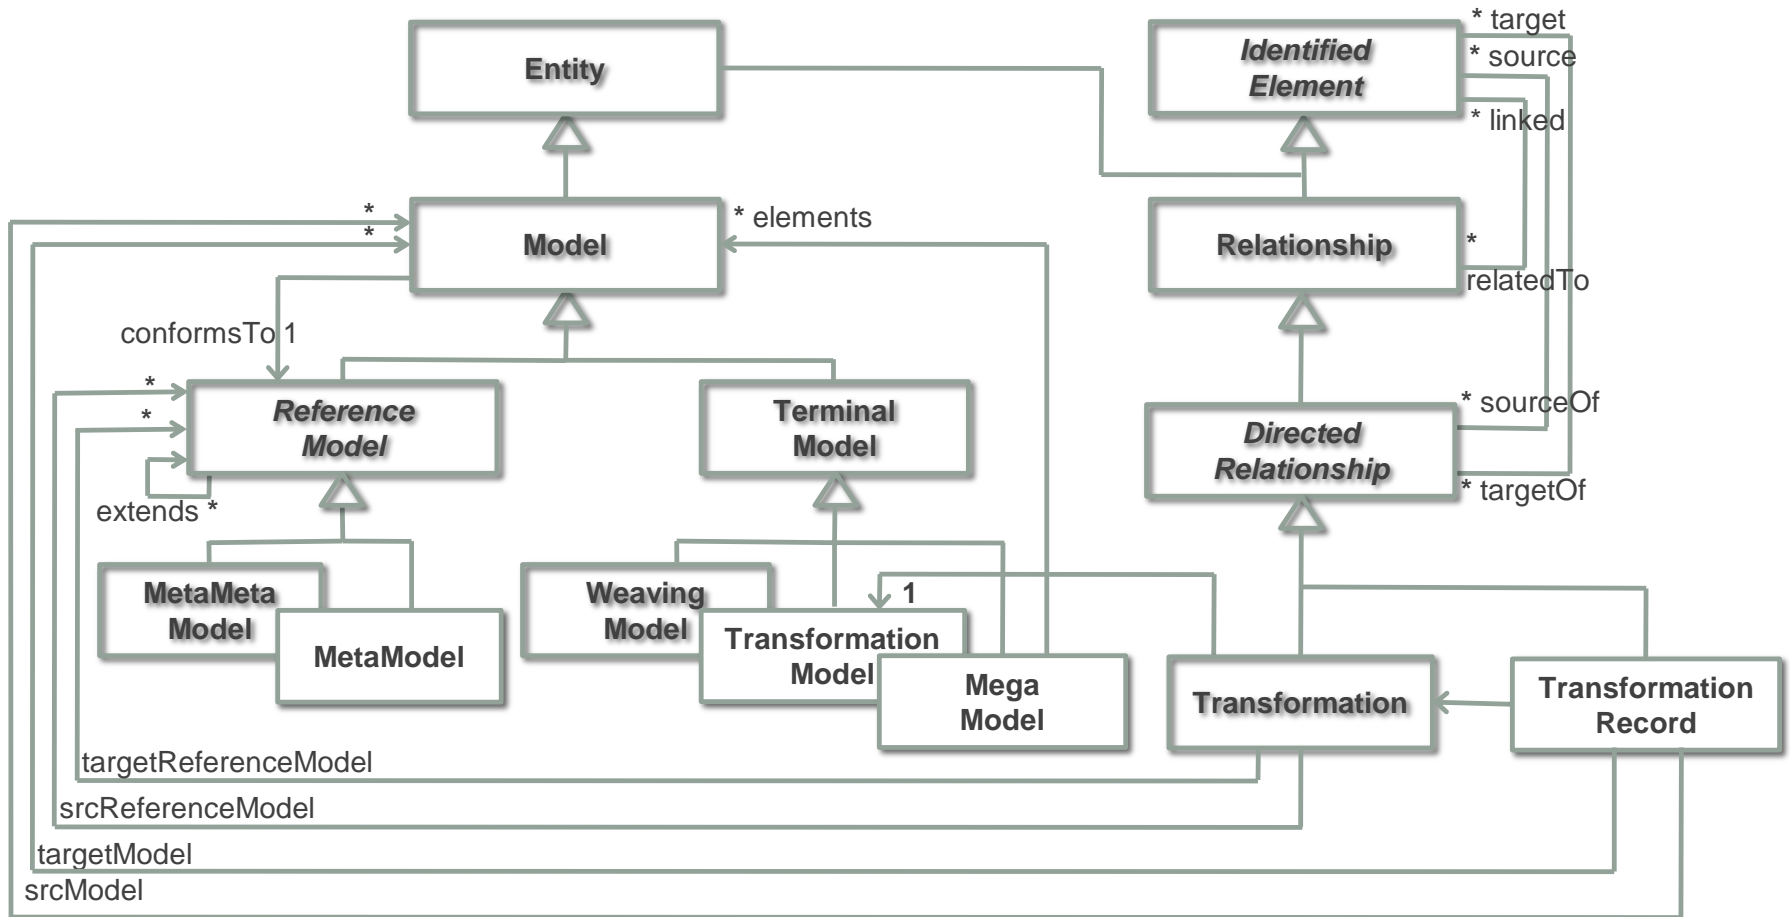 * target
Identified
Element
* source
Entity
* linked
*
* elements
*
Model
Relationship
*
relatedTo
conformsTo 1
*
Reference
Model
Terminal
Model
* sourceOf
*
Directed
Relationship
* targetOf
extends *
MetaMeta
Model
Weaving
Model
1
MetaModel
Transformation
Model
Mega
Model
Transformation
Transformation
Record
targetReferenceModel
srcReferenceModel
targetModel
srcModel